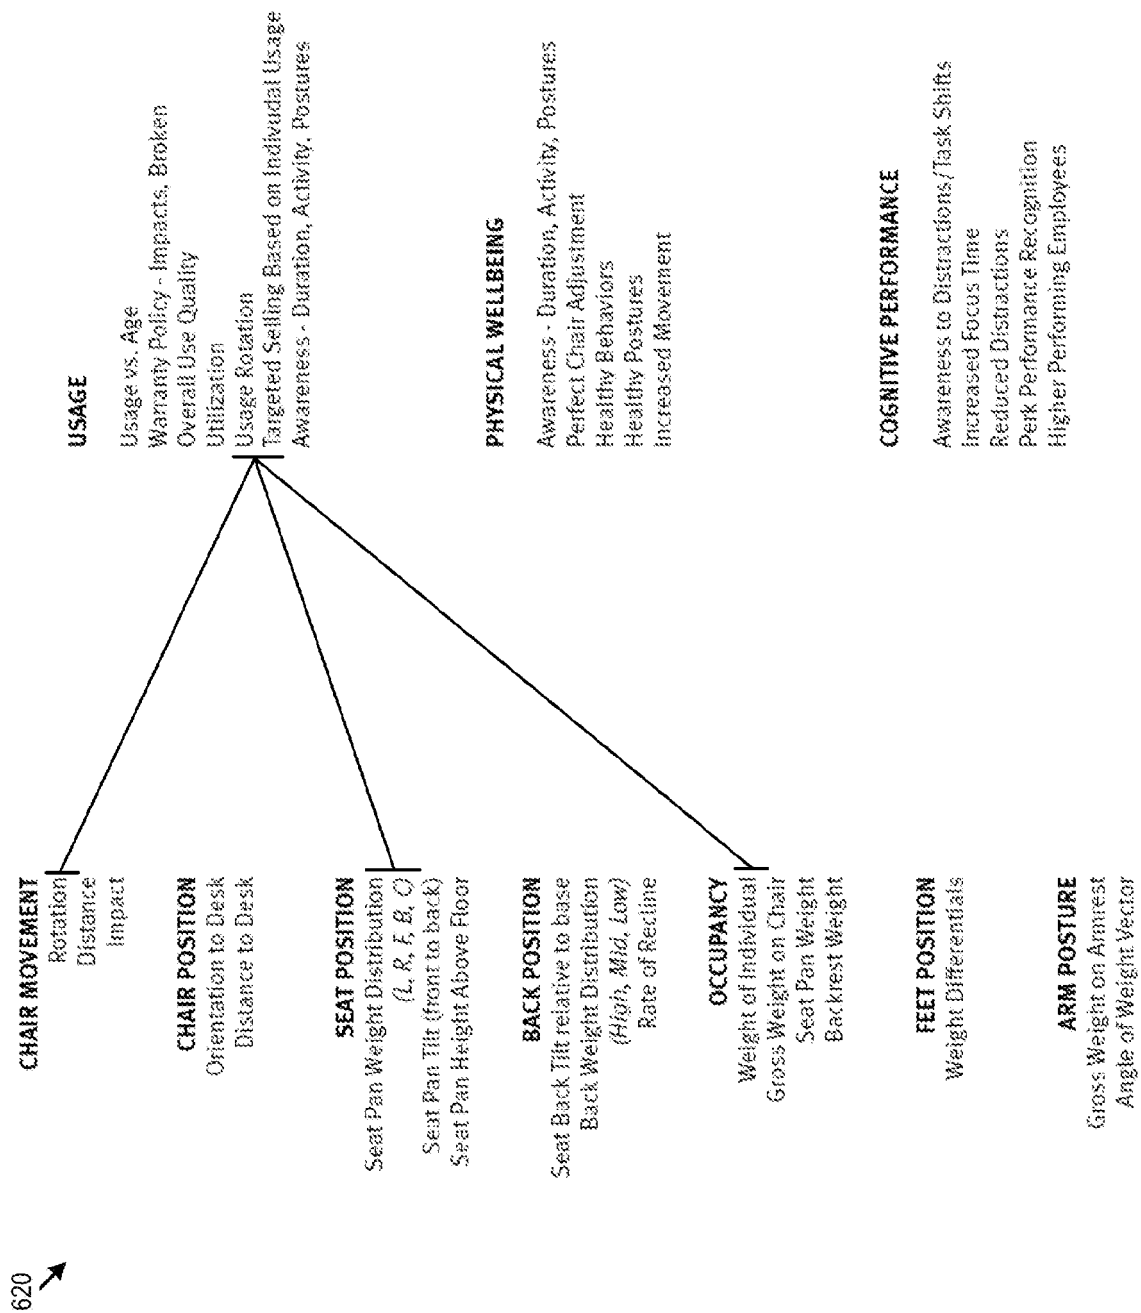 620
CHAIR MOVEMENT
Rotation
Distance
Impact
CHAIR POSITION
Orientation to Desk
Distance to Desk
SEAT POSITION
Seat Pan Weight Distribution
(L, R, F, B, C)
Seat Pan Tilt (front to back)
Seat Pan Height Above Floor
BACK POSITION
Seat Back Tilt relative to base
Back Weight Distribution
(High, Mid, Low)
Rate of Recline
OCCUPANCY
Weight of Individual
Gross Weight on Chair
Seat Pan Weight
Backrest Weight
FEET POSITION
Weight Differentials
ARM POSTURE
Gross Weight on Armrest
Angle of Weight Vector
USAGE
Usage vs. Age
Warranty Policy - Impacts, Broken
Overall Use Quality
Utilization
Usage Rotation
Targeted Selling Based on Indivudal Usage
Awareness - Duration, Activity, Postures
PHYSICAL WELLBEING
Awareness - Duration, Activity, Postures
Perfect Chair Adjustment
Healthy Behaviors
Healthy Postures
Increased Movement
COGNITIVE PERFORMANCE
Awareness to Distractions/Task Shifts
Increased Focus Time
Reduced Distractions
Perk Performance Recognition
Higher Performing Employees